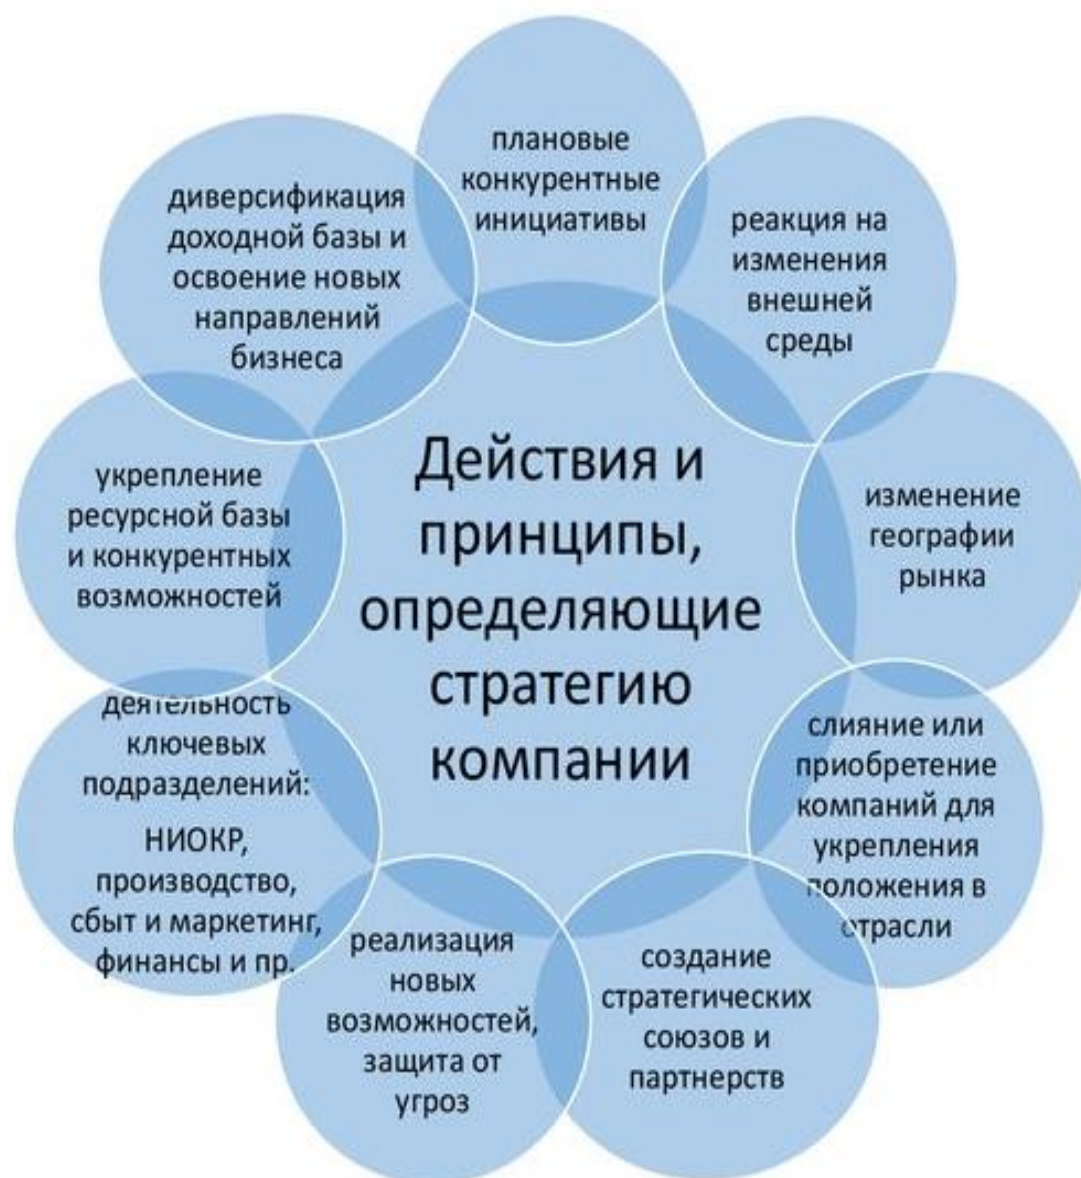 плановые
конкурентные
инициативы
реакция на
изменения
внешней
среды
изменение
географии
рынка
слияние или
приобретение
компаний для
укрепления
положения в
отрасли
создание
стратегических
союзов и
партнерств
реализация
новых
возможностей,
защита от
угроз
деятельность
ключевых
подразделений:
НИОКР,
производство,
сбыт и маркетинг,
финансы и пр.
укрепление
ресурсной базы
и конкурентных
возможностей
диверсификация
доходной базы и
освоение новых
направлений
бизнеса
Действия и
принципы,
определяющие
стратегию
компании